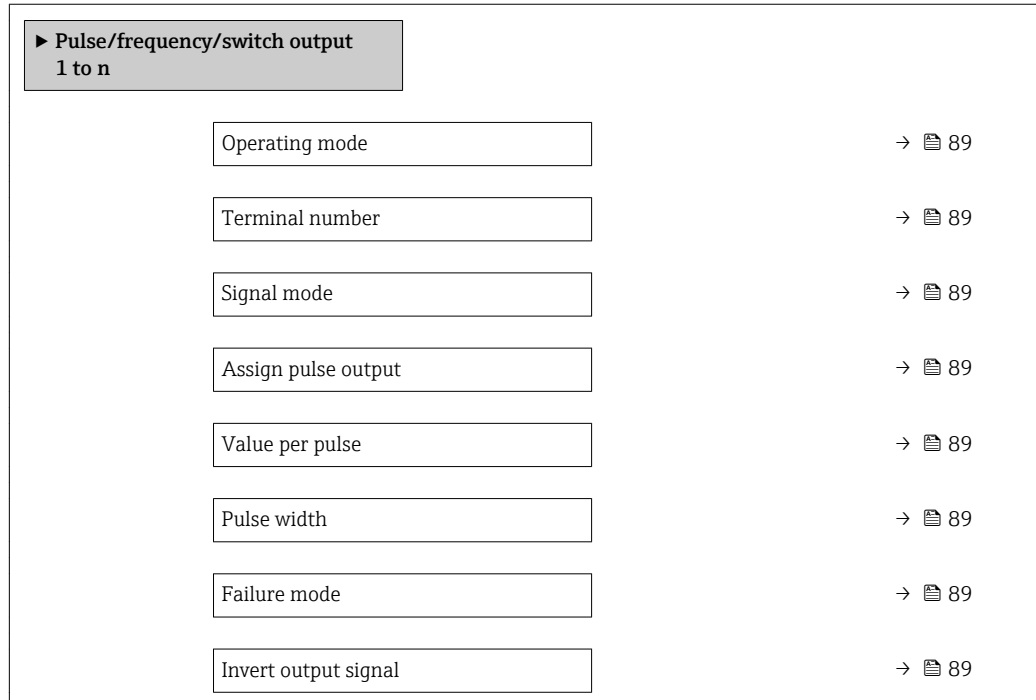 ▶ Pulse/frequency/switch output
1 to n
Operating mode → 89
Terminal number → 89
Signal mode → 89
Assign pulse output → 89
Value per pulse → 89
Pulse width → 89
Failure mode → 89
Invert output signal → 89